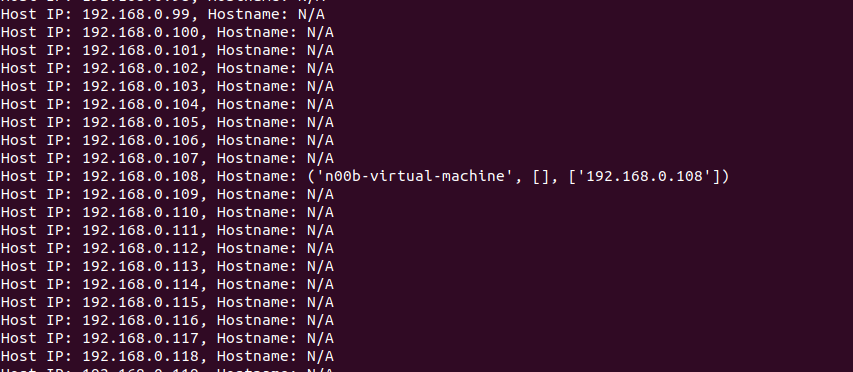 Host IP: 192.168.0.99, Hostname: N/A
Host IP: 192.168.0.100, Hostname: N/A
Host IP: 192.168.0.101, Hostname: N/A
Host IP: 192.168.0.102, Hostname: N/A
Host IP: 192.168.0.103, Hostname: N/A
Host IP: 192.168.0.104, Hostname: N/A
Host IP: 192.168.0.105, Hostname: N/A
Host IP: 192.168.0.106, Hostname: N/A
Host IP: 192.168.0.107, Hostname: N/A
Host IP: 192.168.0.108, Hostname: ('n00b-virtual-machine', [], ['192.168.0.108'])
Host IP: 192.168.0.109, Hostname: N/A
Host IP: 192.168.0.110, Hostname: N/A
Host IP: 192.168.0.111, Hostname: N/A
Host IP: 192.168.0.112, Hostname: N/A
Host IP: 192.168.0.113, Hostname: N/A
Host IP: 192.168.0.114, Hostname: N/A
Host IP: 192.168.0.115, Hostname: N/A
Host IP: 192.168.0.116, Hostname: N/A
Host IP: 192.168.0.117, Hostname: N/A
Host IP: 192.168.0.118, Hostname: N/A
Host IP: 192.168.0.119, Hostname: N/A